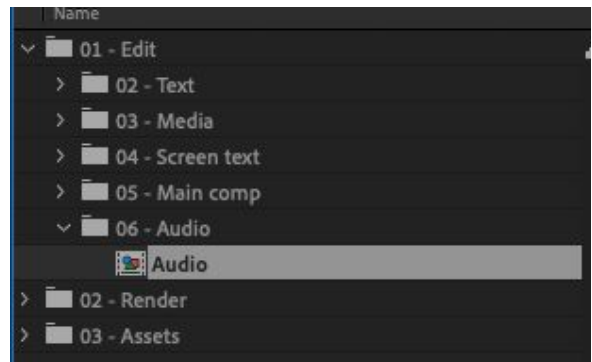 Name
01 - Edit
02 - Text
03 - Media
04 - Screen text
05 - Main comp
06 - Audio
Audio
02 - Render
03 - Assets